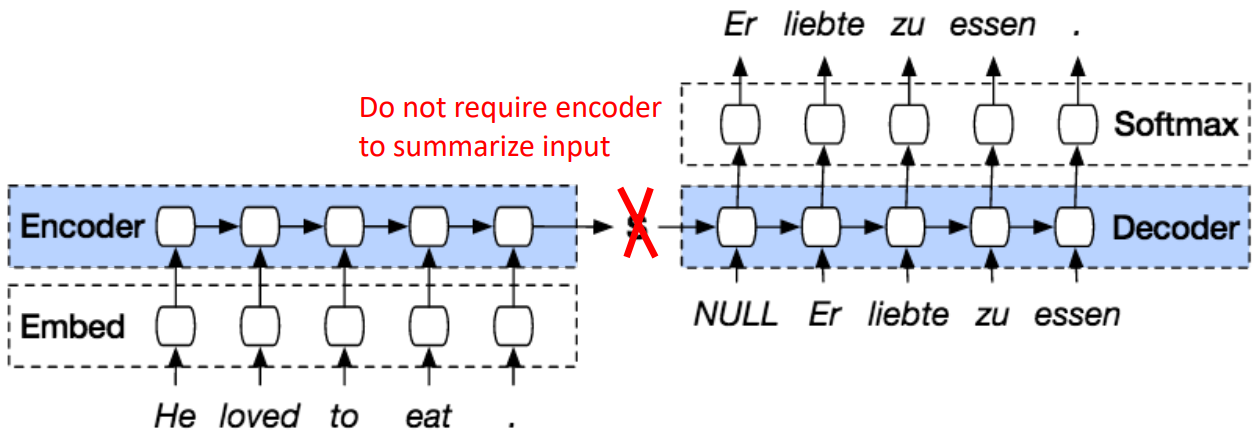 Er liebte zu essen .
Do not require encoder
to summarize input
Softmax
Encoder
S
Decoder
Embed
NULL Er liebte zu essen
He loved to eat .